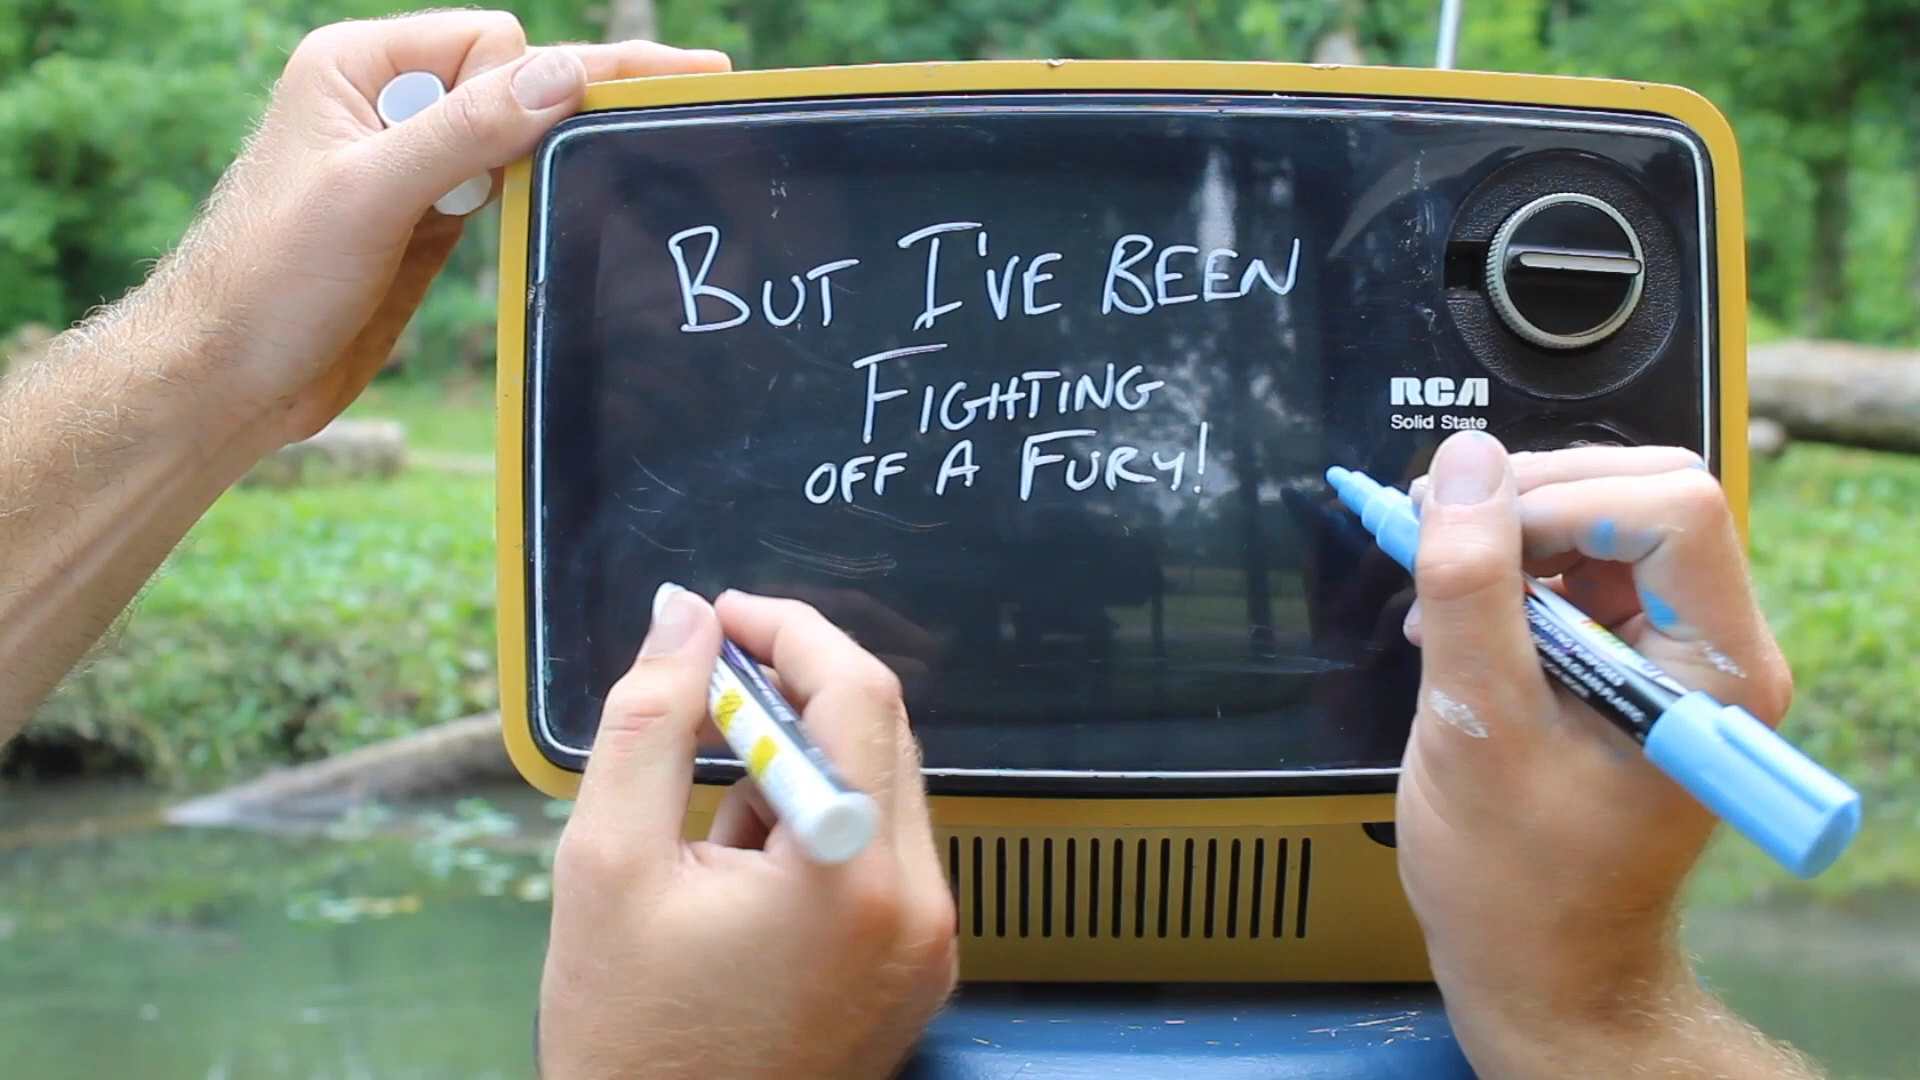 BUT I'VE BEEN
FIGHTING
OFF A FURY!
RCA
Solid State